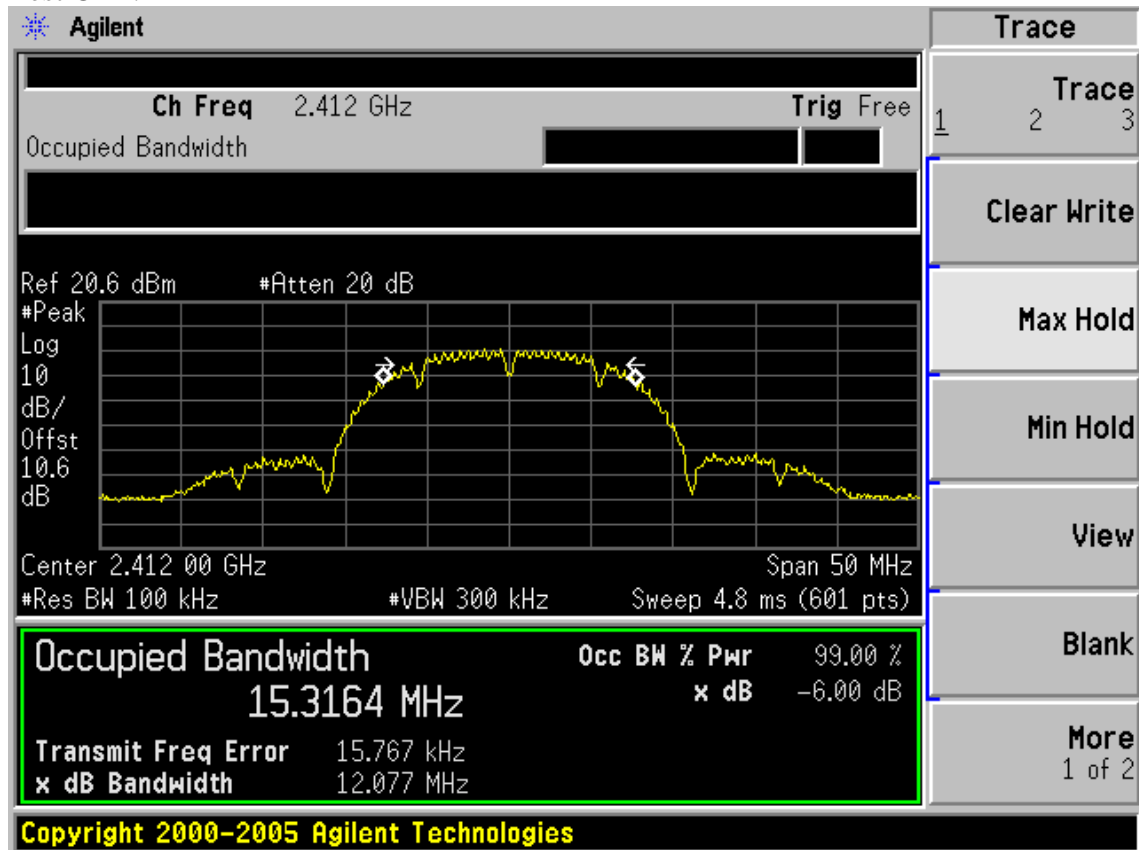 Agilent
Trace
Ch Freq 2.412 GHz Trig Free
Occupied Bandwidth
Trace
1 2 3
Clear Write
Max Hold
Min Hold
View
Blank
More
1 of 2
Ref 20.6 dBm #Atten 20 dB
#Peak
Log
10
dB/
Offst
10.6
dB
Center 2.412 00 GHz Span 50 MHz
#Res BW 100 kHz #VBW 300 kHz Sweep 4.8 ms (601 pts)
Occupied Bandwidth
15.3164 MHz
Occ BW % Pwr 99.00 %
x dB -6.00 dB
Transmit Freq Error 15.767 kHz
x dB Bandwidth 12.077 MHz
Copyright 2000-2005 Agilent Technologies